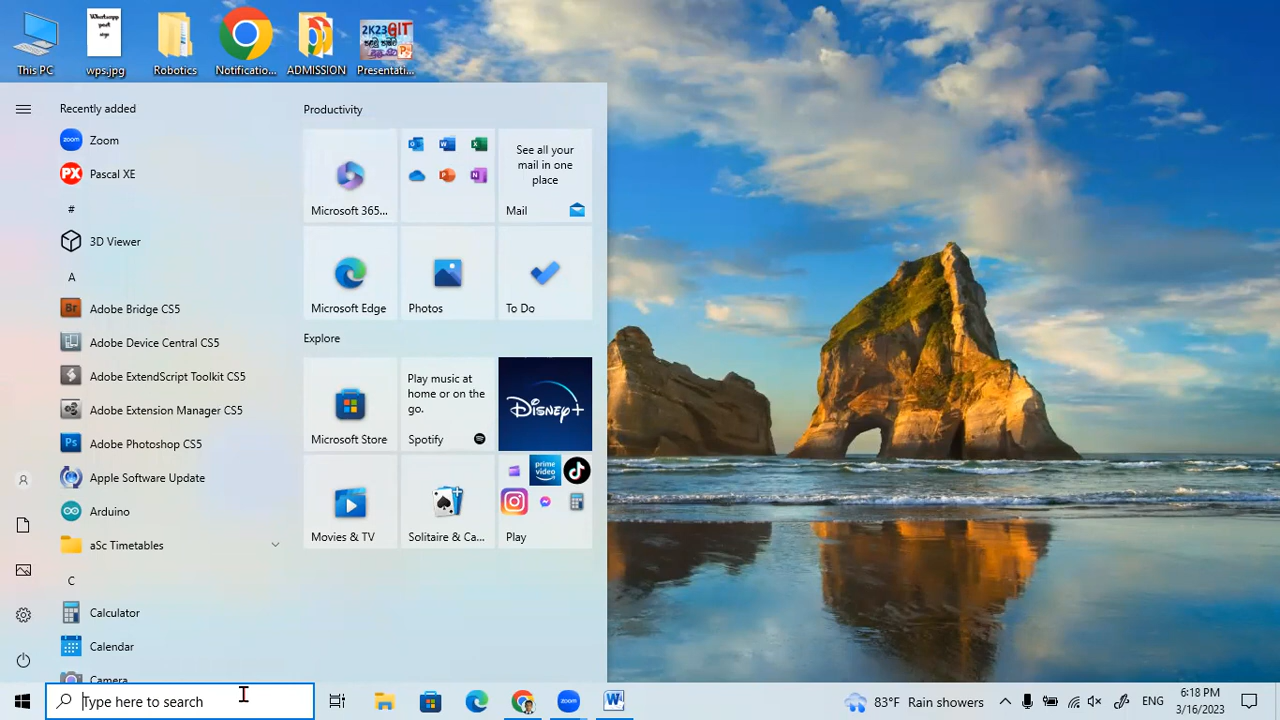 This PC
Whatsapp
post
sign
wps.jpg
Robotics
Notificatio...
ADMISSION
2K23GIT
Presentati...
Recently added
Zoom
Pascal XE
#
3D Viewer
A
Adobe Bridge CS5
Adobe Device Central CS5
Adobe ExtendScript Toolkit CS5
Adobe Extension Manager CS5
Adobe Photoshop CS5
Apple Software Update
Arduino
aSc Timetables
C
Calculator
Calendar
Camera
Productivity
Microsoft 365...
See all your
mail in one
place
Mail
Microsoft Edge
Photos
To Do
Explore
Microsoft Store
Play music at
home or on the
go.
Spotify
Disney+
Movies & TV
Solitaire & Ca...
prime
video
Play
Type here to search
83°F Rain showers
ENG
6:18 PM
3/16/2023